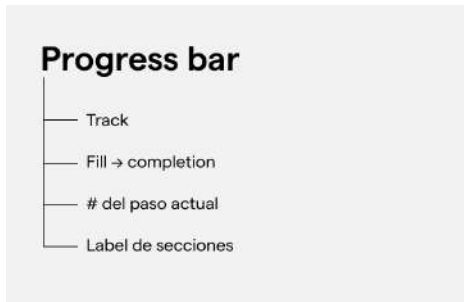 Progress bar
Track
Fill → completion
# del paso actual
Label de secciones